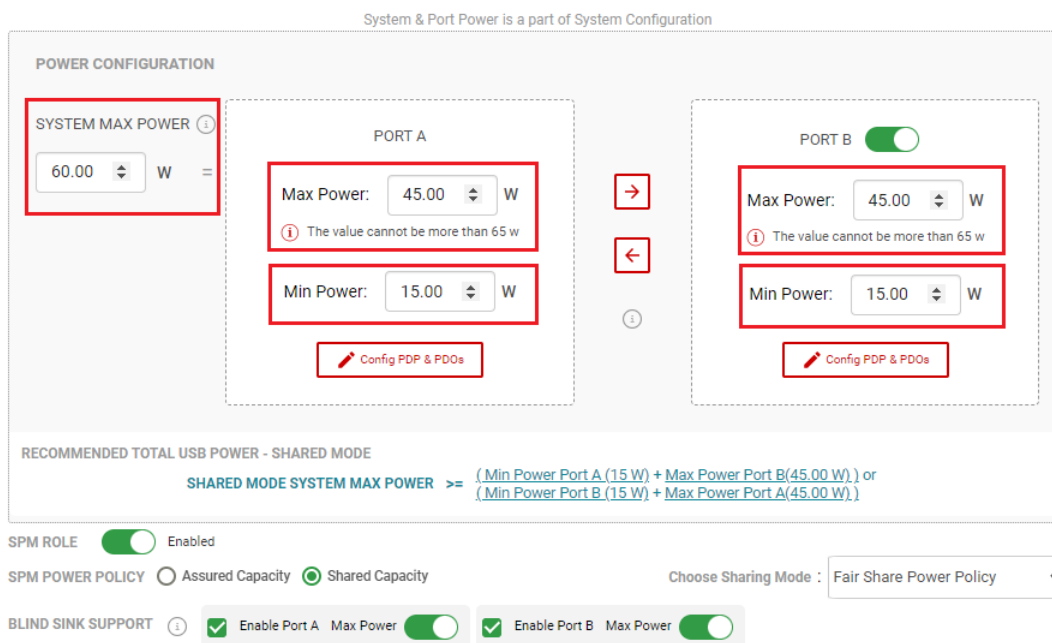 System & Port Power is a part of System Configuration
POWER CONFIGURATION
SYSTEM MAX POWER
60.00 W =
PORT A
Max Power: 45.00 W
The value cannot be more than 65 w
Min Power: 15.00 W
Config PDP & PDOs
PORT B
Max Power: 45.00 W
The value cannot be more than 65 w
Min Power: 15.00 W
Config PDP & PDOs
RECOMMENDED TOTAL USB POWER - SHARED MODE
SHARED MODE SYSTEM MAX POWER >= ( Min Power Port A (15 W) + Max Power Port B(45.00 W) ) or
( Min Power Port B (15 W) + Max Power Port A(45.00 W) )
SPM ROLE Enabled
SPM POWER POLICY Assured Capacity Shared Capacity Choose Sharing Mode : Fair Share Power Policy
BLIND SINK SUPPORT Enable Port A Max Power Enable Port B Max Power